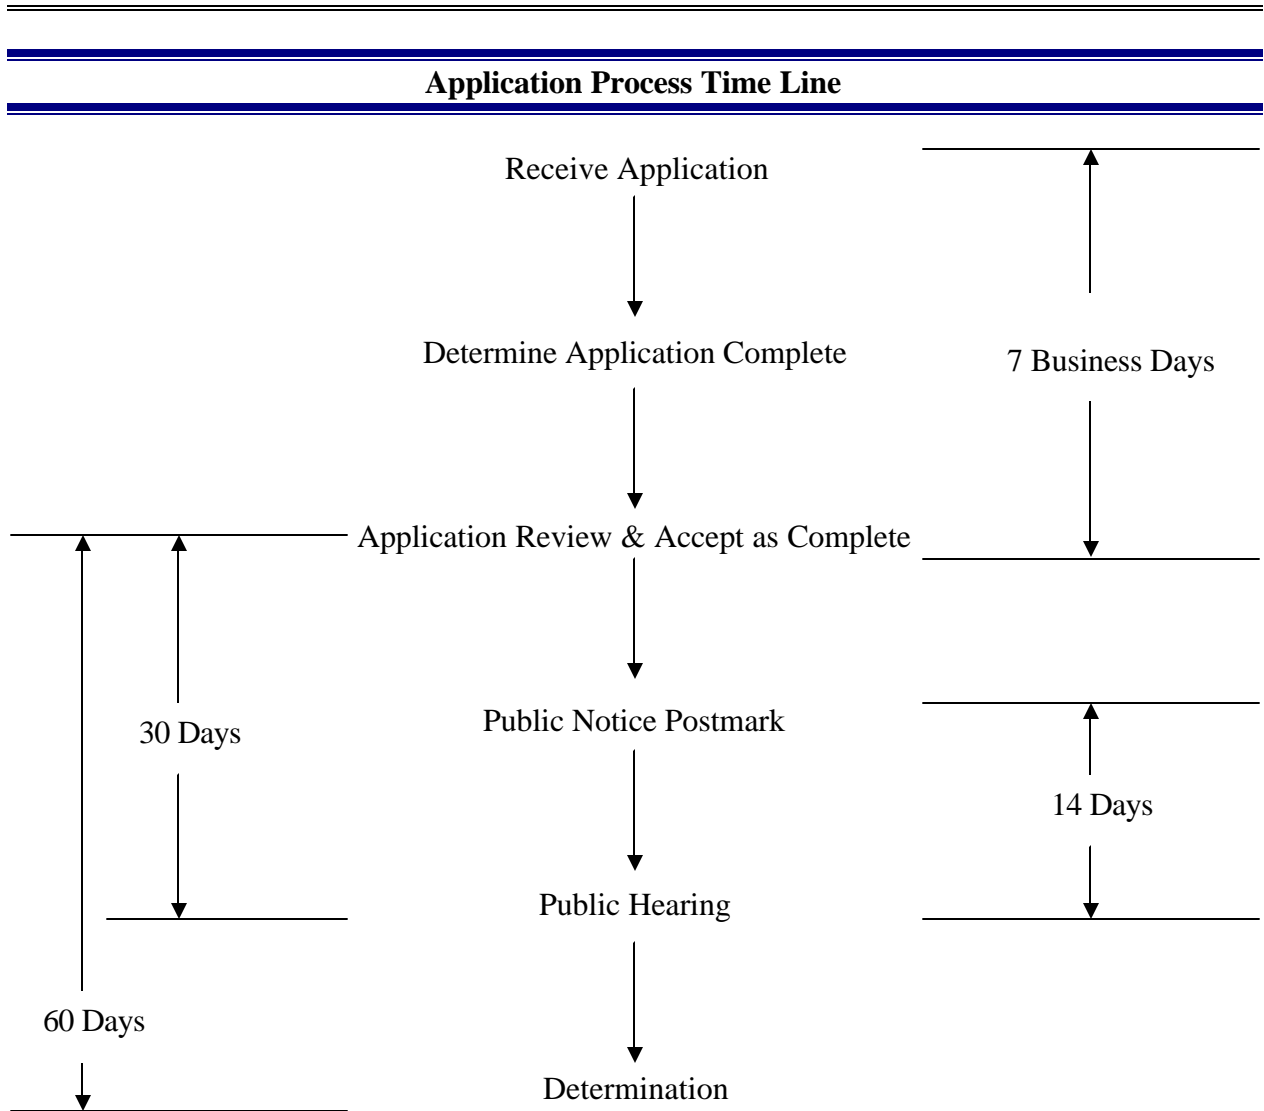 Application Process Time Line
Receive Application
Determine Application Complete
7 Business Days
Application Review & Accept as Complete
Public Notice Postmark
30 Days
14 Days
Public Hearing
60 Days
Determination